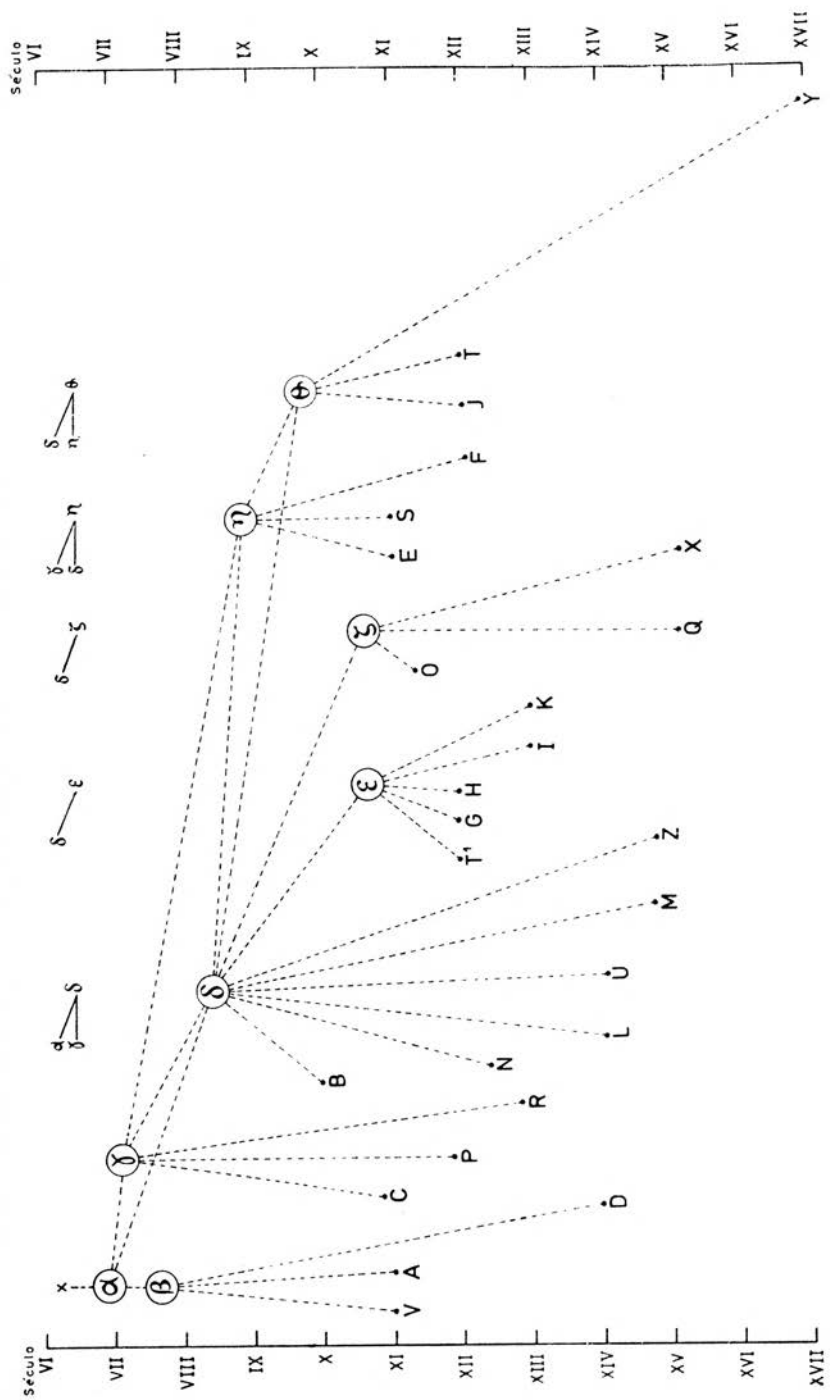 Século
VI
VII
VIII
IX
X
XI
XII
XIII
XIV
XV
XVI
XVII
α
γ
δ
δ
ε
δ
ζ
γ
δ
η
δ
η
θ
x
α
β
γ
δ
ε
ζ
η
θ
V
A
D
C
P
R
B
N
L
U
M
Z
T¹
G
H
I
K
O
Q
X
E
S
F
J
T
Y
Século
VI
VII
VIII
IX
X
XI
XII
XIII
XIV
XV
XVI
XVII